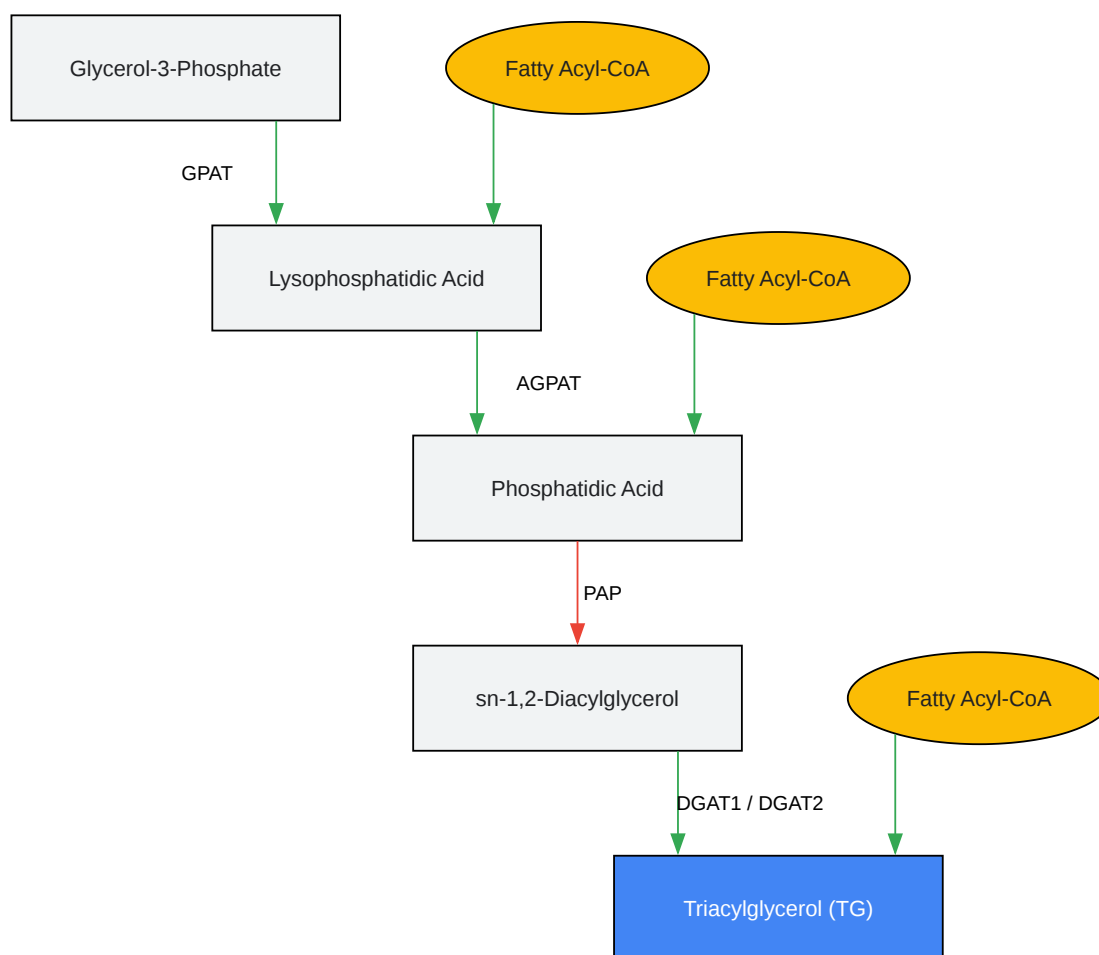 Glycerol-3-Phosphate
Fatty Acyl-CoA
GPAT
Lysophosphatidic Acid
Fatty Acyl-CoA
AGPAT
Phosphatidic Acid
PAP
sn-1,2-Diacylglycerol
Fatty Acyl-CoA
DGAT1 / DGAT2
Triacylglycerol (TG)